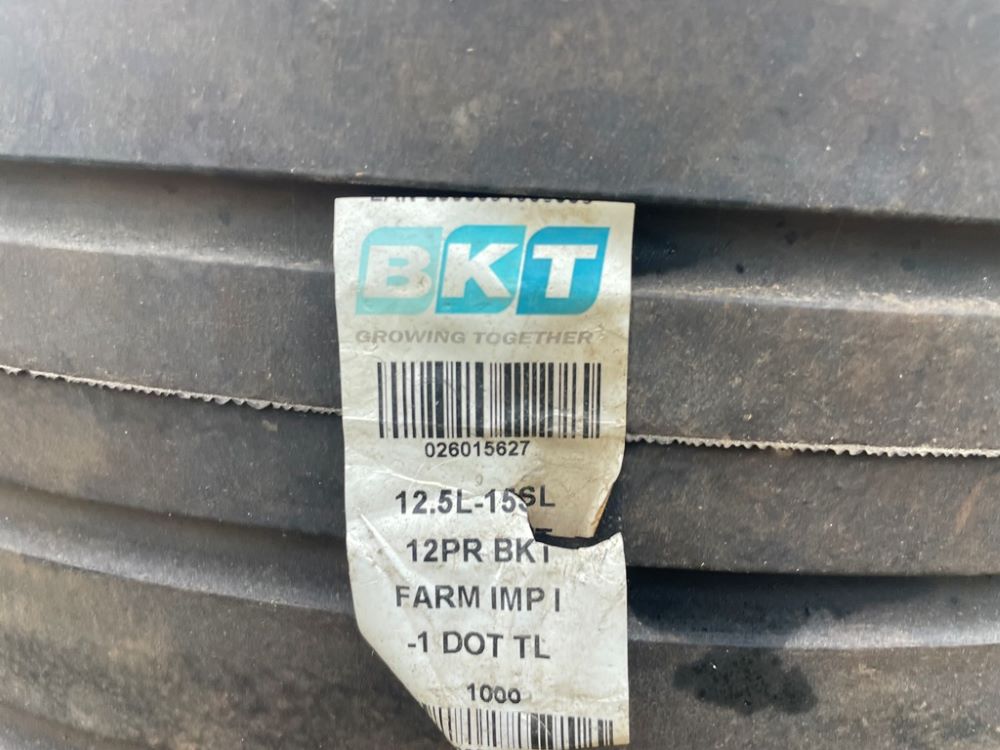 BKT
GROWING TOGETHER
026015627
12.5L-15SL
12PR BKT
FARM IMP I
-1 DOT TL
1000